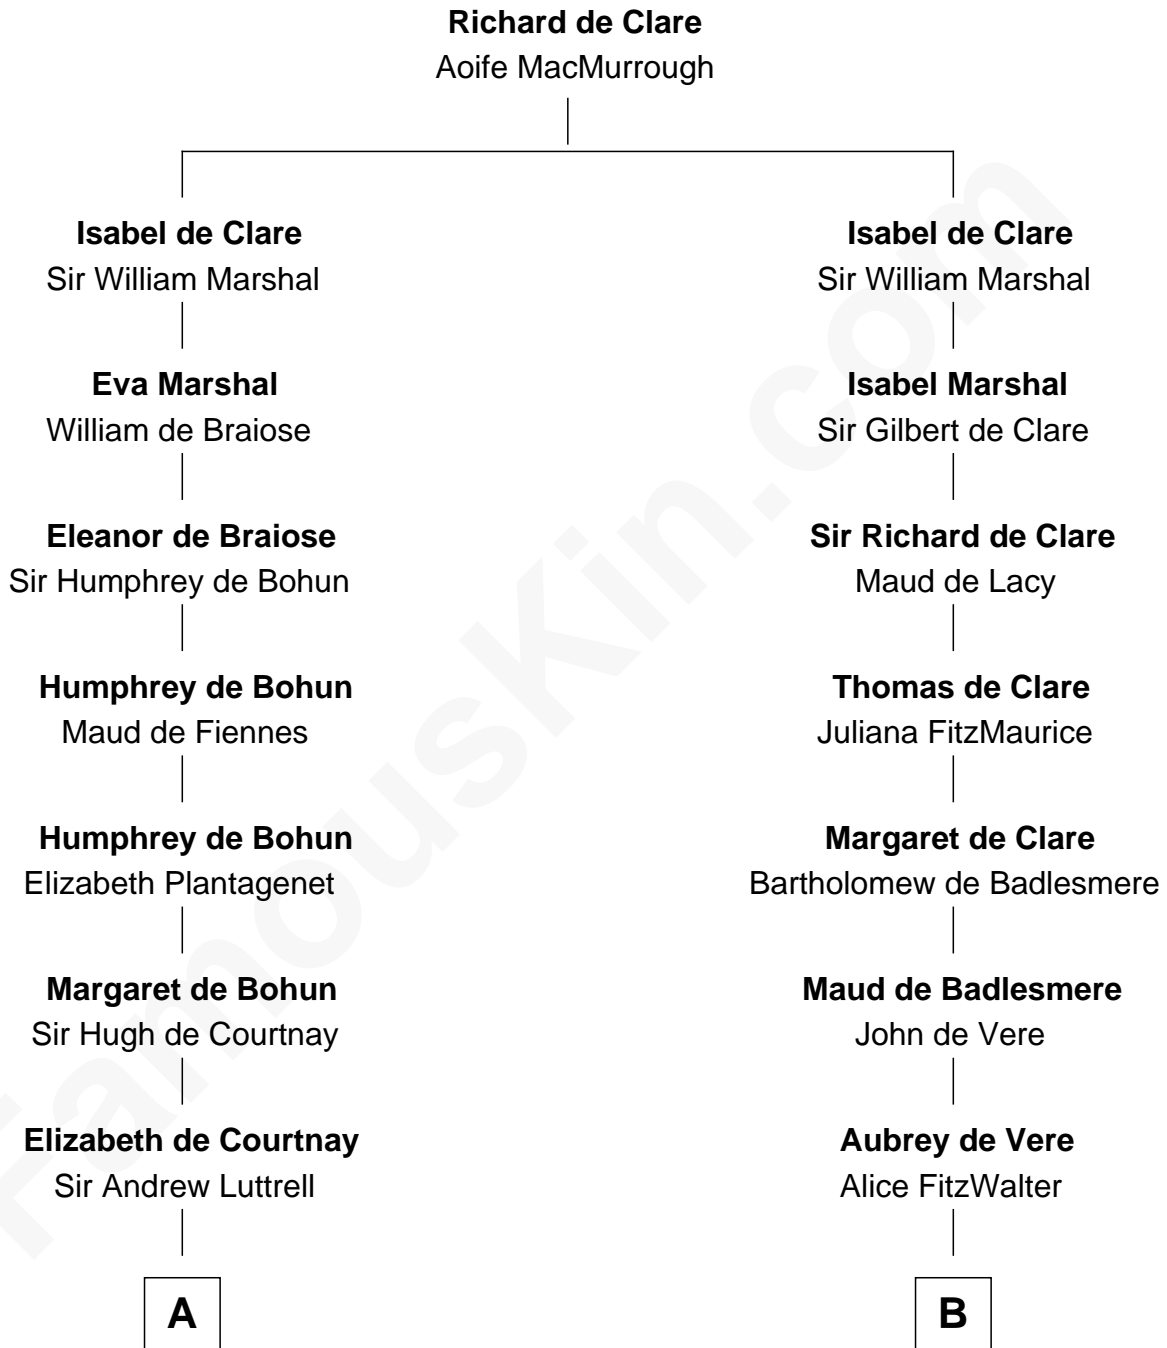 Richard de Clare
Aoife MacMurrough
Isabel de Clare
Sir William Marshal
Isabel de Clare
Sir William Marshal
Eva Marshal
William de Braiose
Isabel Marshal
Sir Gilbert de Clare
Eleanor de Braiose
Sir Humphrey de Bohun
Sir Richard de Clare
Maud de Lacy
Humphrey de Bohun
Maud de Fiennes
Thomas de Clare
Juliana FitzMaurice
Humphrey de Bohun
Elizabeth Plantagenet
Margaret de Clare
Bartholomew de Badlesmere
Margaret de Bohun
Sir Hugh de Courtnay
Maud de Badlesmere
John de Vere
Elizabeth de Courtnay
Sir Andrew Luttrell
Aubrey de Vere
Alice FitzWalter
A
B
FamousKin.com